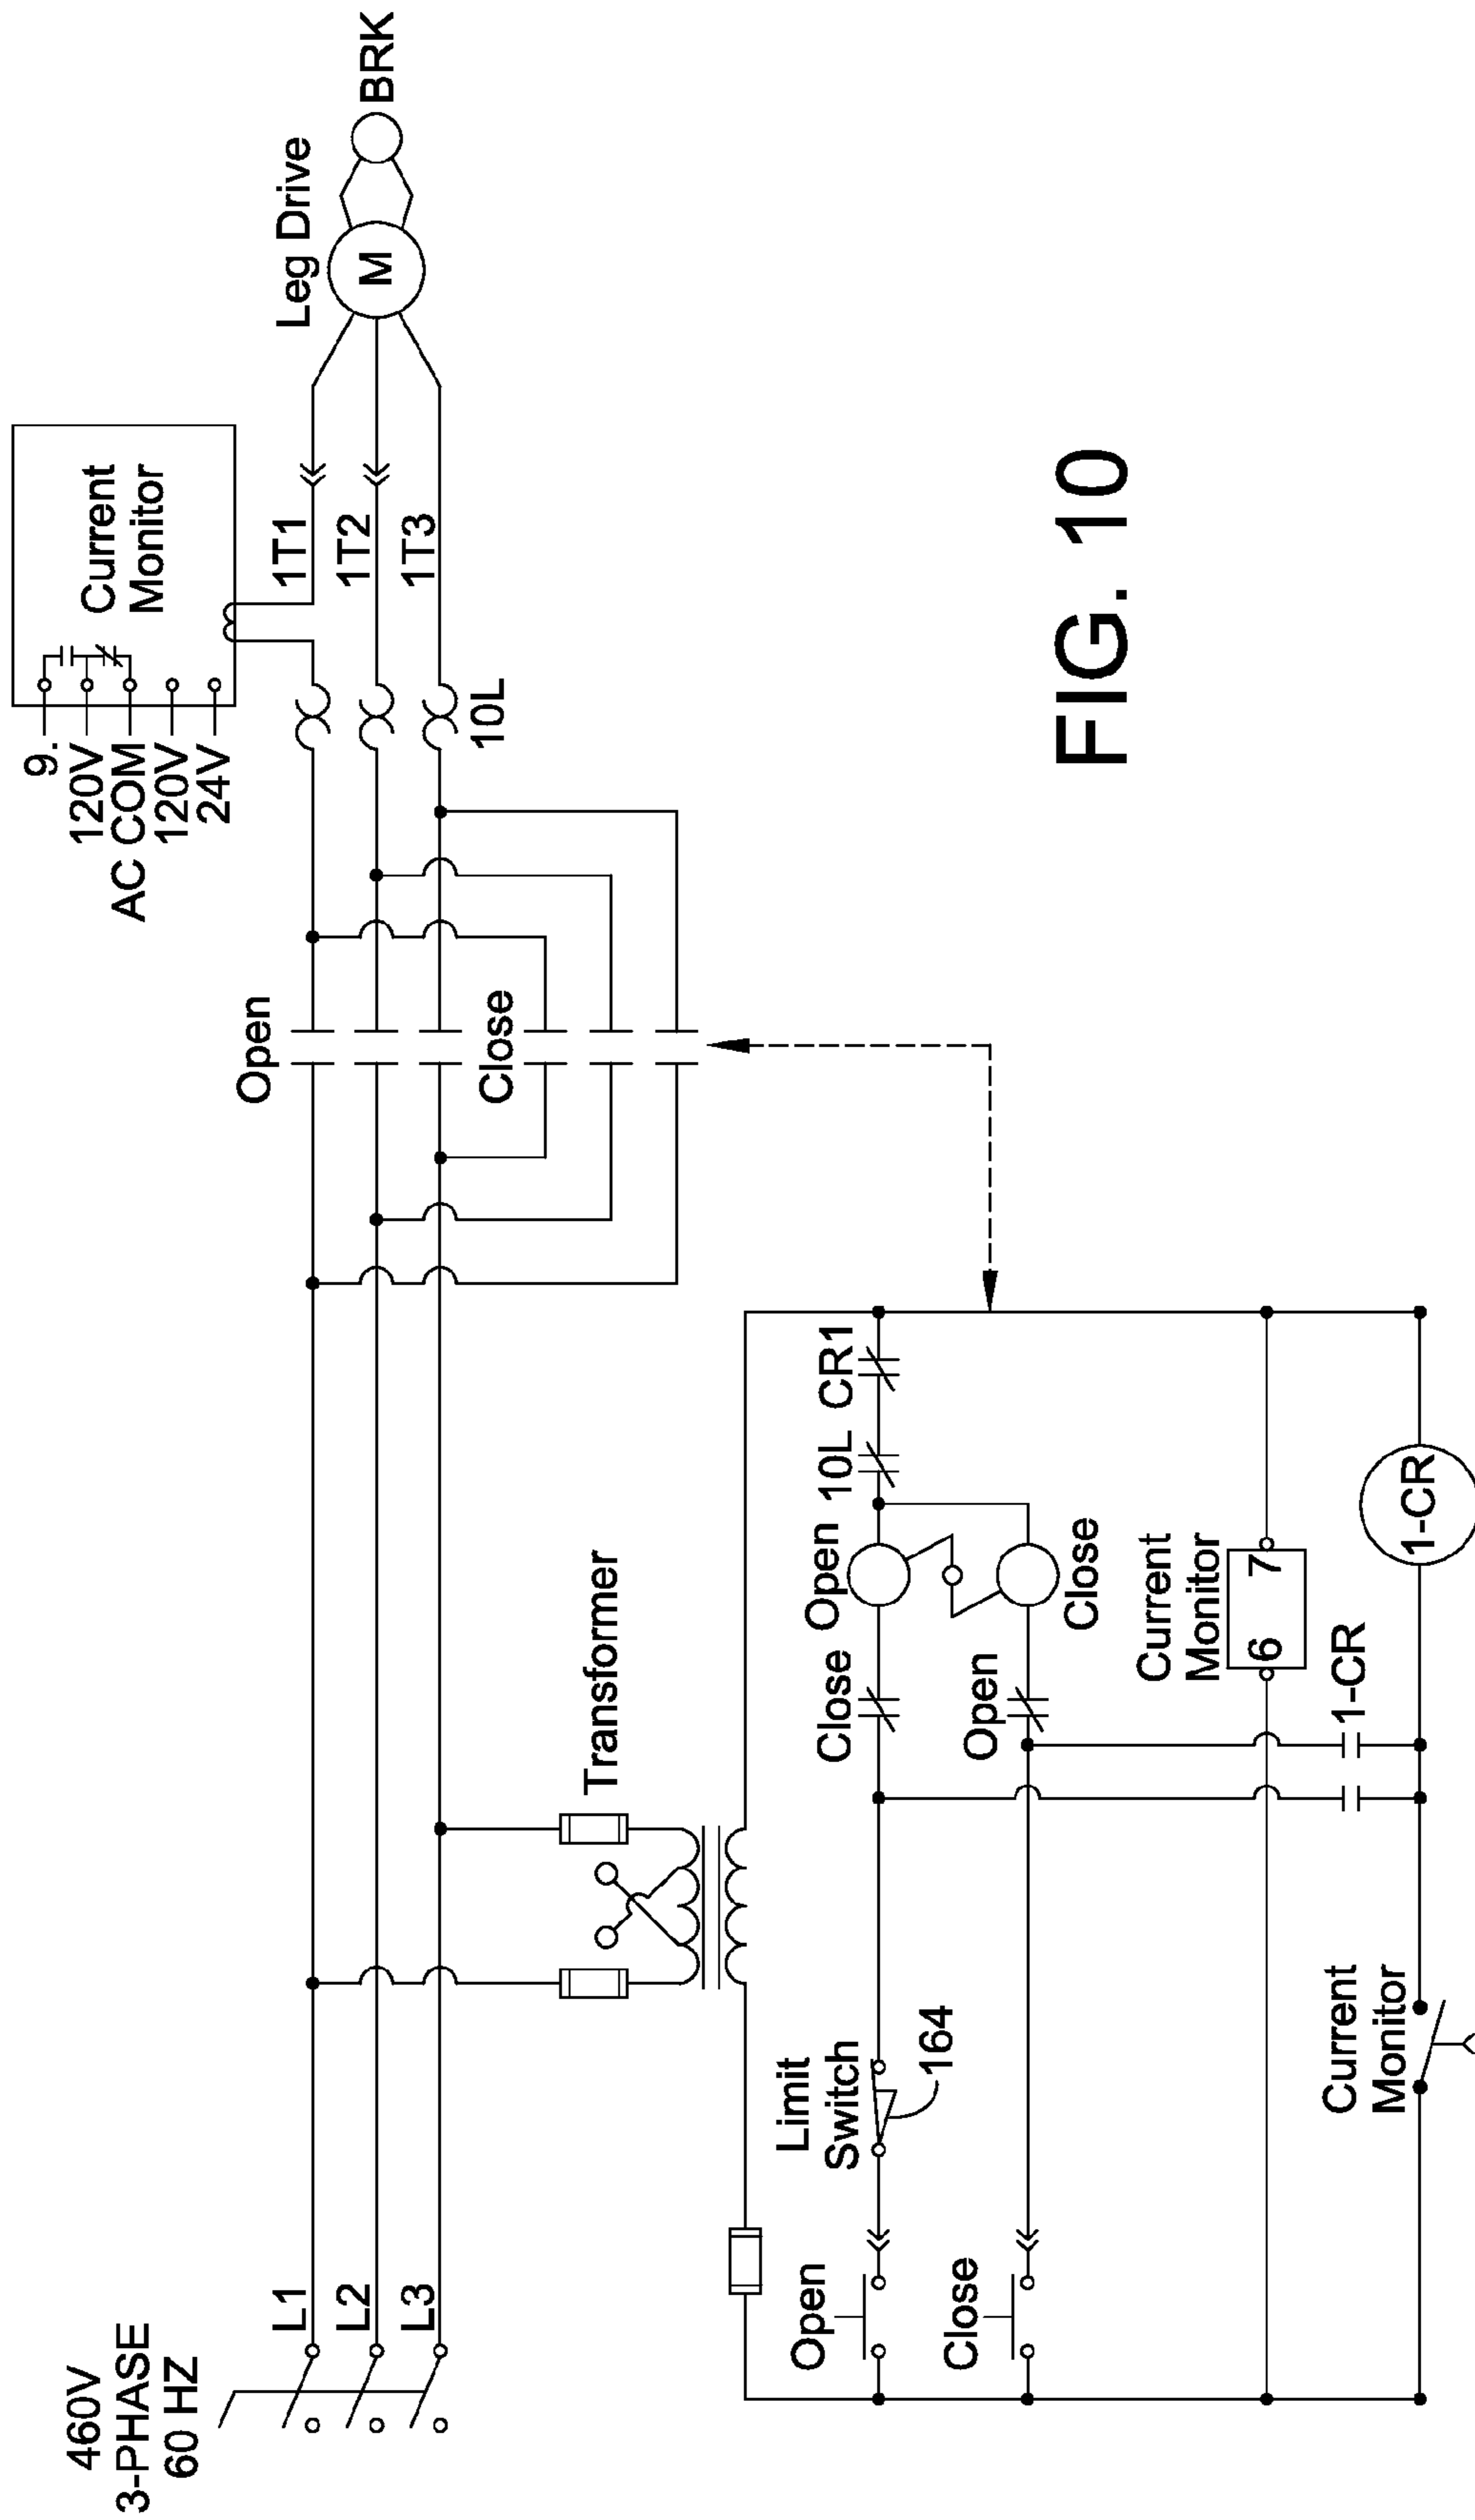 460V
3-PHASE
60 HZ
L1
L2
L3
Open
Close
9.
120V
AC COM
120V
24V
Current
Monitor
1T1
1T2
1T3
10L
Leg Drive
M
BRK
Transformer
Limit
Switch
164
Open
Close
Close
Open
10L
CR1
Open
Close
Current
Monitor
6
7
1-CR
1-CR
Current
Monitor
FIG. 10